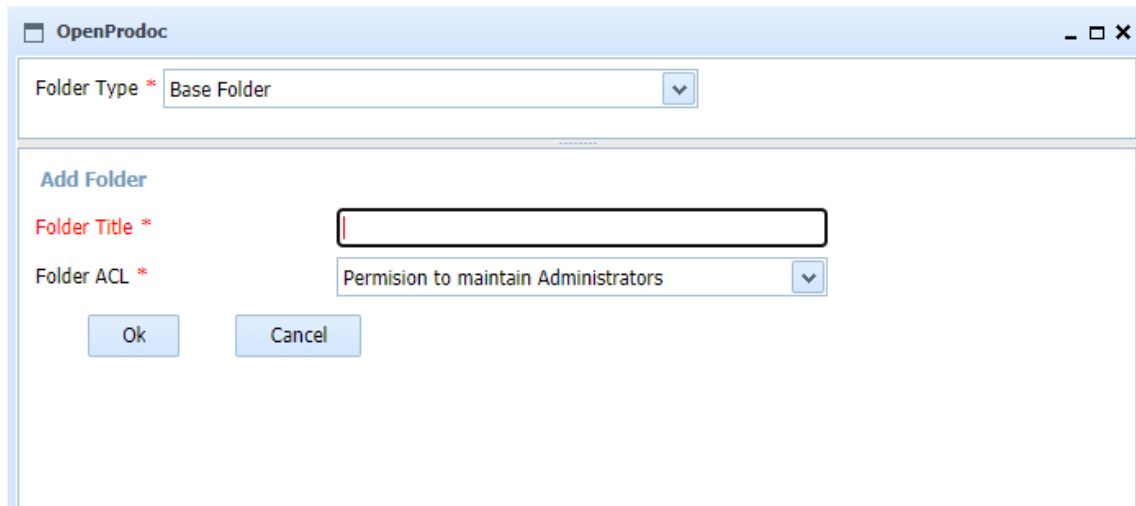 OpenProdoc
Folder Type * Base Folder
Add Folder
Folder Title *
Folder ACL * Permision to maintain Administrators
Ok Cancel